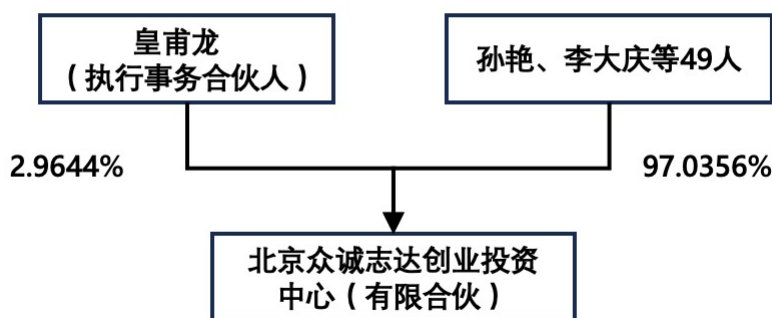 皇甫龙
（执行事务合伙人）
孙艳、李大庆等49人
2.9644%
97.0356%
北京众诚志达创业投资
中心（有限合伙）